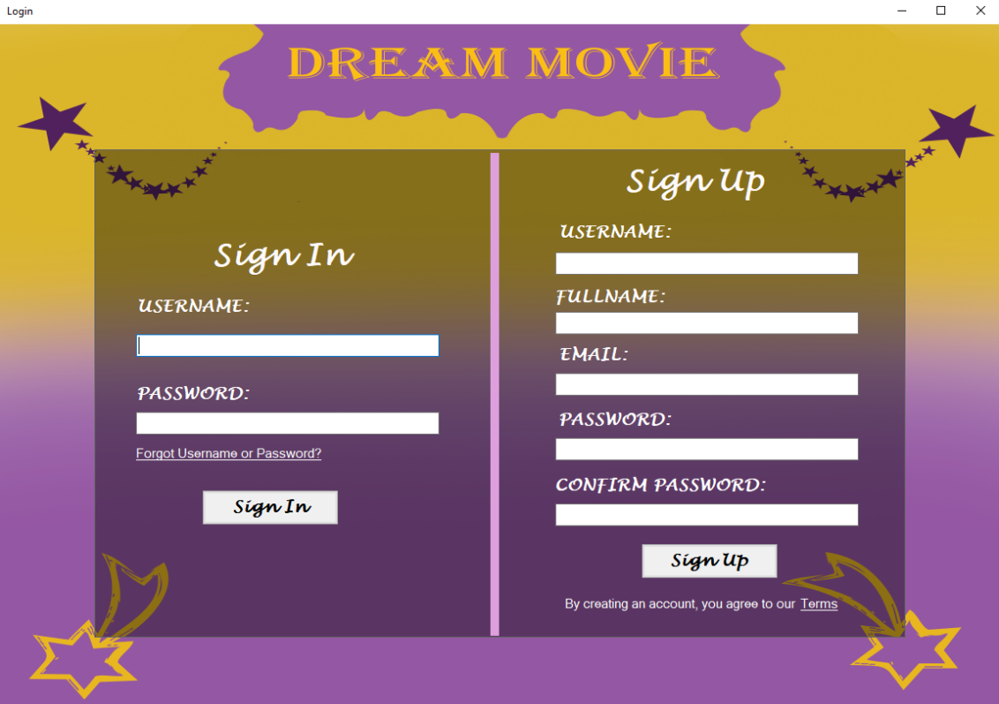 Login
DREAM MOVIE
Sign In
USERNAME:
PASSWORD:
Forgot Username or Password?
Sign In
Sign Up
USERNAME:
FULLNAME:
EMAIL:
PASSWORD:
CONFIRM PASSWORD:
Sign Up
By creating an account, you agree to our Terms